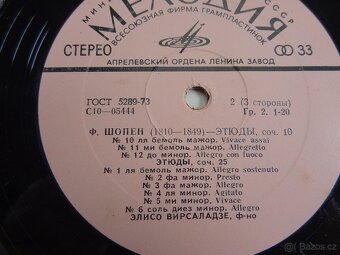 МИН СССР
МЕЛОДИЯ
ВСЕСОЮЗНАЯ ФИРМА ГРАМПЛАСТИНОК
СТЕРЕО 33
АПРЕЛЕВСКИЙ ОРДЕНА ЛЕНИНА ЗАВОД
ГОСТ 5289-73 2 (3 стороны)
С10—05444 Гр. 2. 1-20
Ф. ШОПЕН (1810—1849)—ЭТЮДЫ, соч. 10
№ 10 ля бемоль мажор. Vivace assai
№ 11 ми бемоль мажор. Allegretto
№ 12 до минор. Allegro con fuoco
ЭТЮДЫ, соч. 25
№ 1 ля бемоль мажор. Allegro sostenuto
№ 2 фа минор. Presto
№ 3 фа мажор. Allegro
№ 4 ля минор. Agitato
№ 5 ми минор. Vivace
№ 6 соль диез минор. Allegro
ЭЛИСО ВИРСАЛАДЗЕ, ф-но
Bazoš.cz